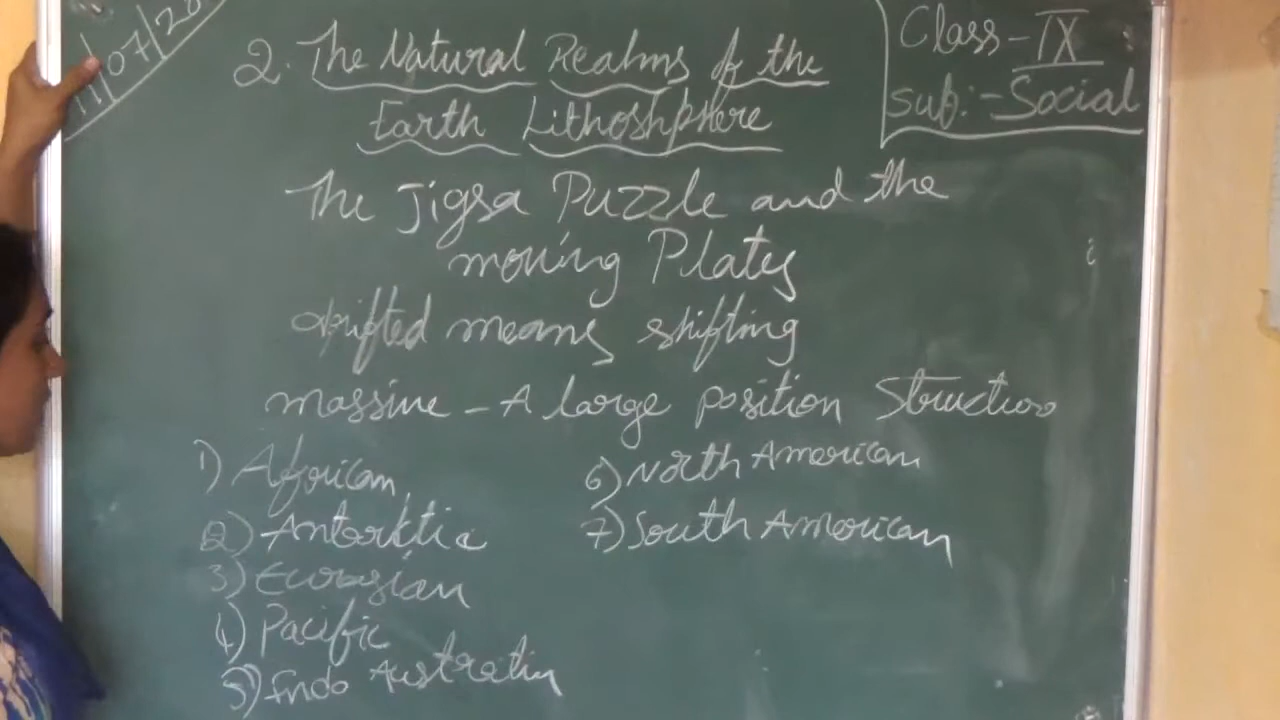 11/07/20
Class - IX
Sub:- Social
2. The Natural Realms of the
Earth Lithoshphere
The Jigsa Puzzle and the
moving Plates
drifted means shifting
massive - A large position Structure
1) African
2) Antarktic
3) Eurasian
4) Pacific
5) Indo Australin
6) North American
7) South American